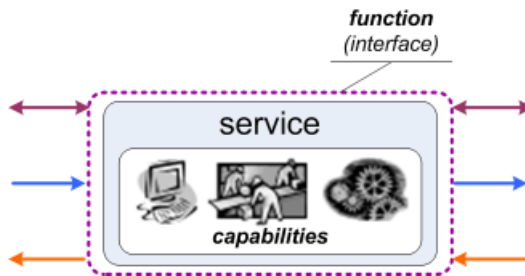 function
(interface)
service
capabilities